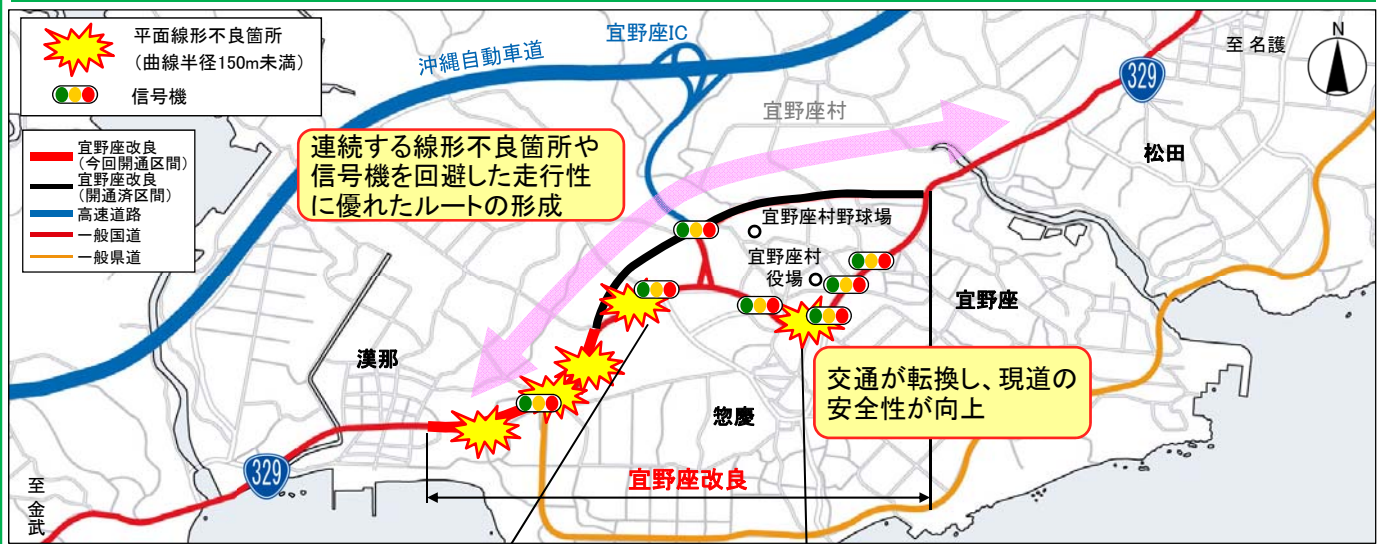 平面線形不良箇所
(曲線半径150m未満)
信号機
宜野座改良
(今回開通区間)
宜野座改良
(開通済区間)
高速道路
一般国道
一般県道
沖縄自動車道
宜野座IC
宜野座村
至 名護
N
329
松田
連続する線形不良箇所や
信号機を回避した走行性
に優れたルートの形成
宜野座村野球場
宜野座村
役場
宜野座
漢那
交通が転換し、現道の
安全性が向上
惣慶
宜野座改良
329
至 金武